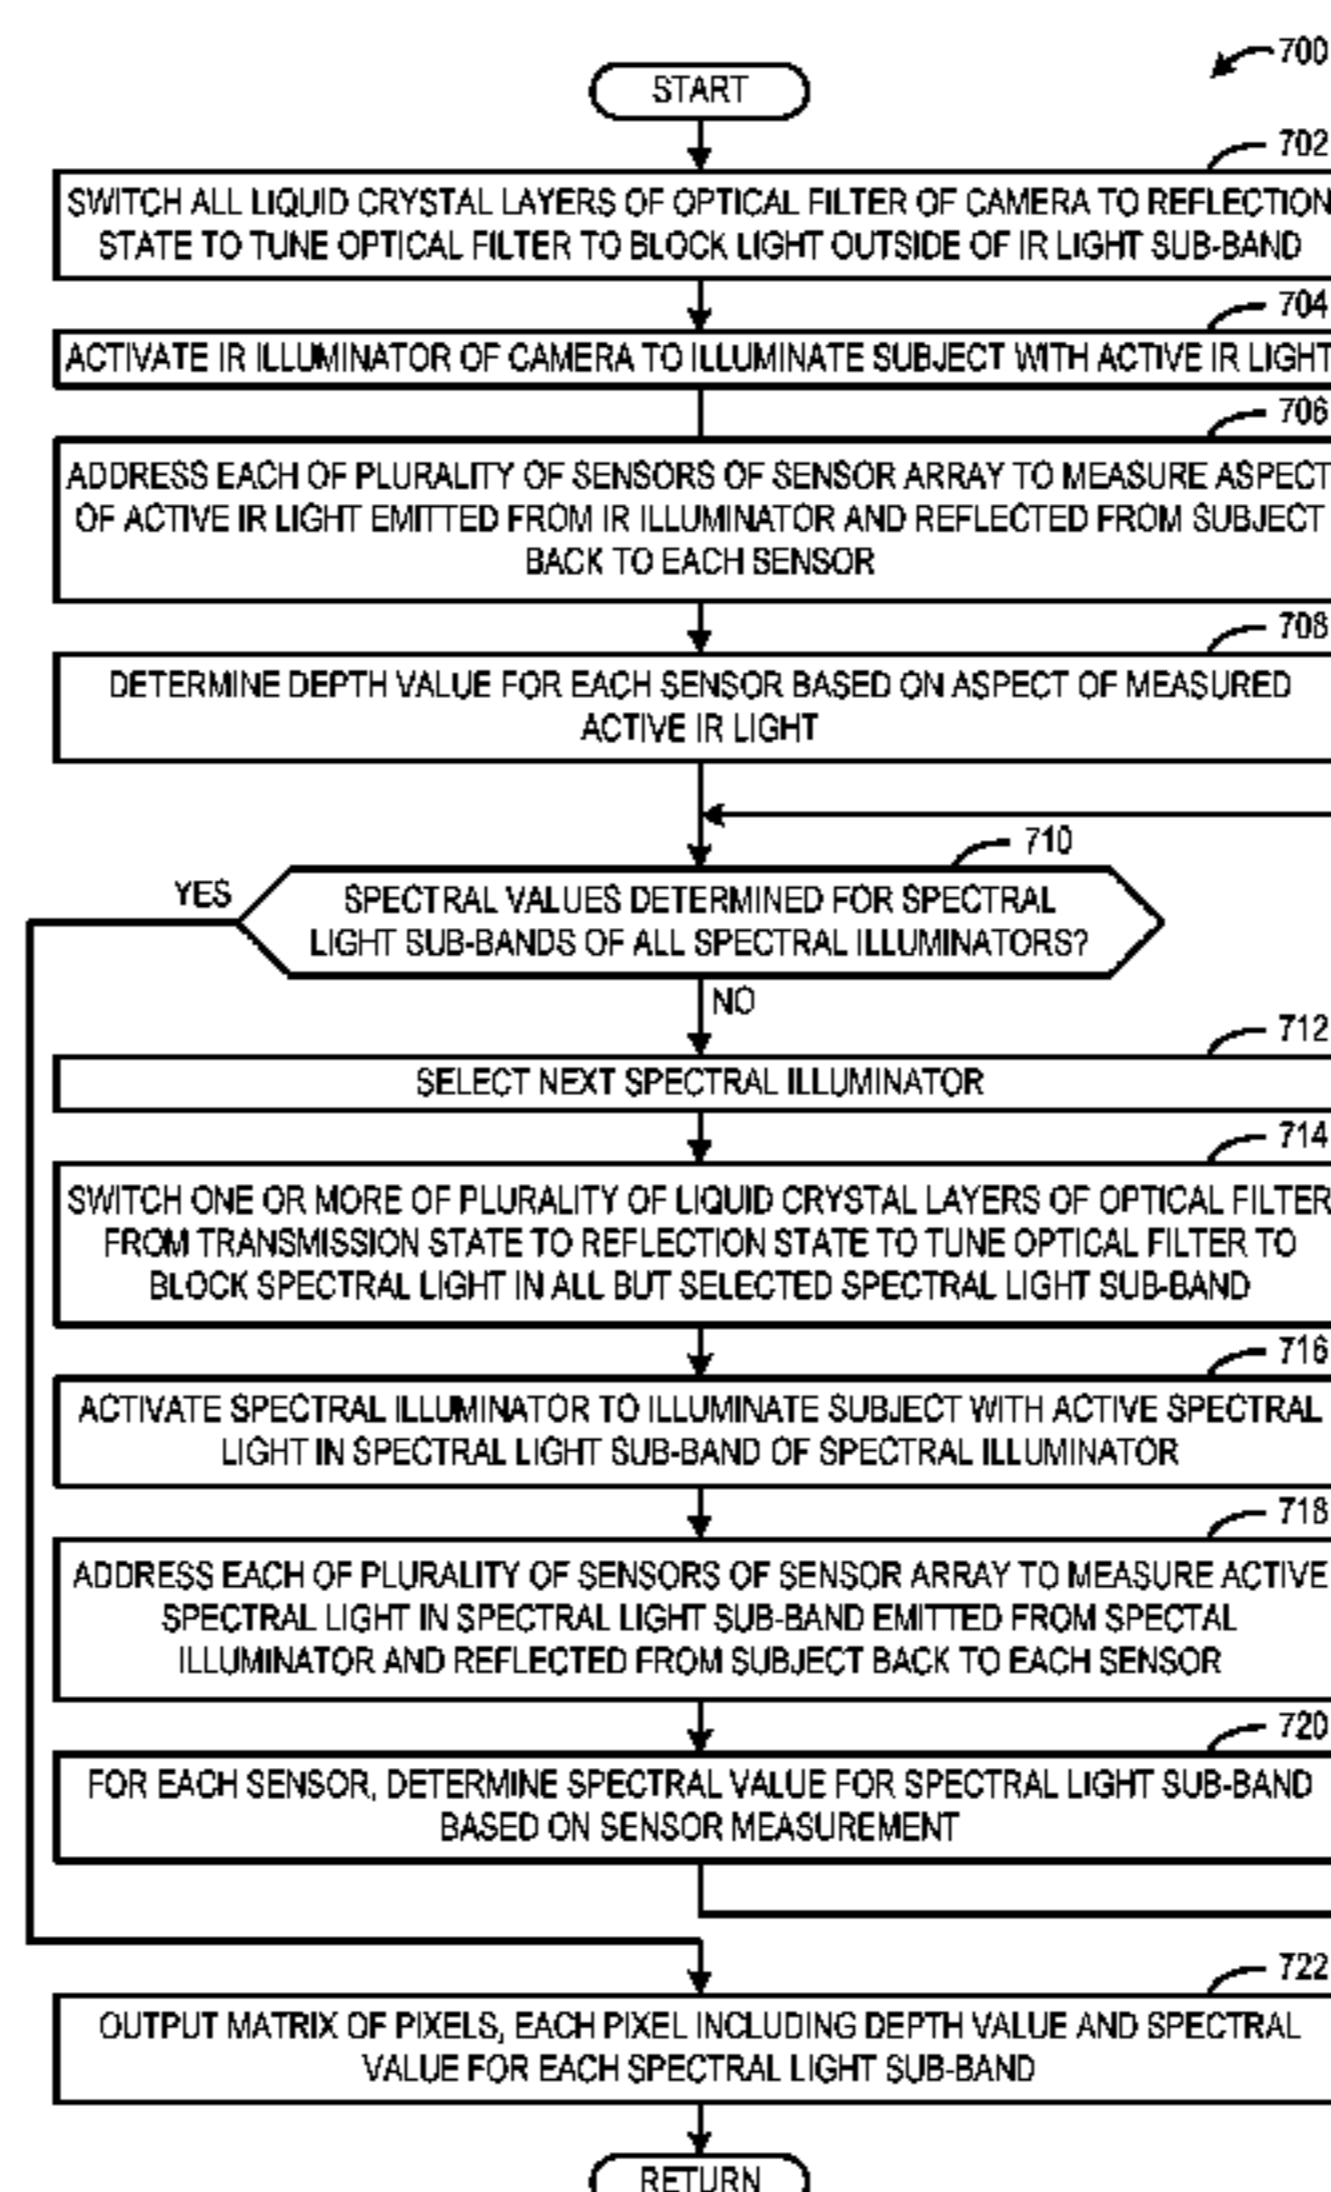 700
START
702
SWITCH ALL LIQUID CRYSTAL LAYERS OF OPTICAL FILTER OF CAMERA TO REFLECTION
STATE TO TUNE OPTICAL FILTER TO BLOCK LIGHT OUTSIDE OF IR LIGHT SUB-BAND
704
ACTIVATE IR ILLUMINATOR OF CAMERA TO ILLUMINATE SUBJECT WITH ACTIVE IR LIGHT
706
ADDRESS EACH OF PLURALITY OF SENSORS OF SENSOR ARRAY TO MEASURE ASPECT
OF ACTIVE IR LIGHT EMITTED FROM IR ILLUMINATOR AND REFLECTED FROM SUBJECT
BACK TO EACH SENSOR
708
DETERMINE DEPTH VALUE FOR EACH SENSOR BASED ON ASPECT OF MEASURED
ACTIVE IR LIGHT
710
YES
SPECTRAL VALUES DETERMINED FOR SPECTRAL
LIGHT SUB-BANDS OF ALL SPECTRAL ILLUMINATORS?
NO
712
SELECT NEXT SPECTRAL ILLUMINATOR
714
SWITCH ONE OR MORE OF PLURALITY OF LIQUID CRYSTAL LAYERS OF OPTICAL FILTER
FROM TRANSMISSION STATE TO REFLECTION STATE TO TUNE OPTICAL FILTER TO
BLOCK SPECTRAL LIGHT IN ALL BUT SELECTED SPECTRAL LIGHT SUB-BAND
716
ACTIVATE SPECTRAL ILLUMINATOR TO ILLUMINATE SUBJECT WITH ACTIVE SPECTRAL
LIGHT IN SPECTRAL LIGHT SUB-BAND OF SPECTRAL ILLUMINATOR
718
ADDRESS EACH OF PLURALITY OF SENSORS OF SENSOR ARRAY TO MEASURE ACTIVE
SPECTRAL LIGHT IN SPECTRAL LIGHT SUB-BAND EMITTED FROM SPECTAL
ILLUMINATOR AND REFLECTED FROM SUBJECT BACK TO EACH SENSOR
720
FOR EACH SENSOR, DETERMINE SPECTRAL VALUE FOR SPECTRAL LIGHT SUB-BAND
BASED ON SENSOR MEASUREMENT
722
OUTPUT MATRIX OF PIXELS, EACH PIXEL INCLUDING DEPTH VALUE AND SPECTRAL
VALUE FOR EACH SPECTRAL LIGHT SUB-BAND
RETURN